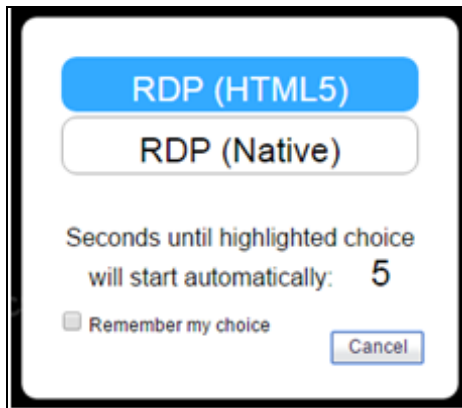 RDP (HTML5)
RDP (Native)
Seconds until highlighted choice
will start automatically: 5
Remember my choice
Cancel